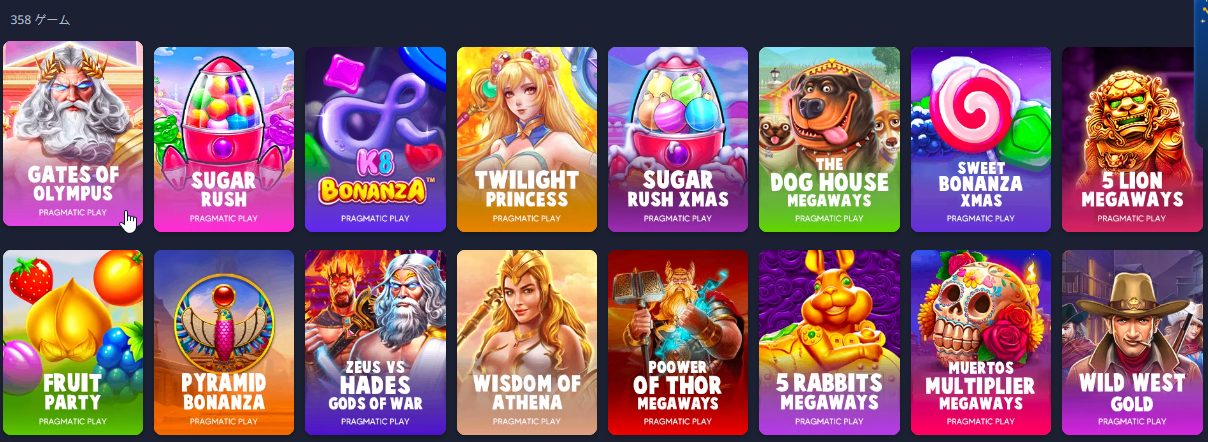 358 ゲーム
GATES OF
OLYMPUS
PRAGMATIC PLAY
SUGAR
RUSH
PRAGMATIC PLAY
K8
BONANZA™
PRAGMATIC PLAY
TWILIGHT
PRINCESS
PRAGMATIC PLAY
SUGAR
RUSH XMAS
PRAGMATIC PLAY
THE
DOG HOUSE
MEGAWAYS
PRAGMATIC PLAY
SWEET
BONANZA
XMAS
PRAGMATIC PLAY
5 LION
MEGAWAYS
PRAGMATIC PLAY
FRUIT
PARTY
PRAGMATIC PLAY
PYRAMID
BONANZA
PRAGMATIC PLAY
ZEUS VS
HADES
GODS OF WAR
PRAGMATIC PLAY
WISDOM OF
ATHENA
PRAGMATIC PLAY
POOWER
OF THOR
MEGAWAYS
PRAGMATIC PLAY
5 RABBITS
MEGAWAYS
PRAGMATIC PLAY
MUERTOS
MULTIPLIER
MEGAWAYS
PRAGMATIC PLAY
WILD WEST
GOLD
PRAGMATIC PLAY